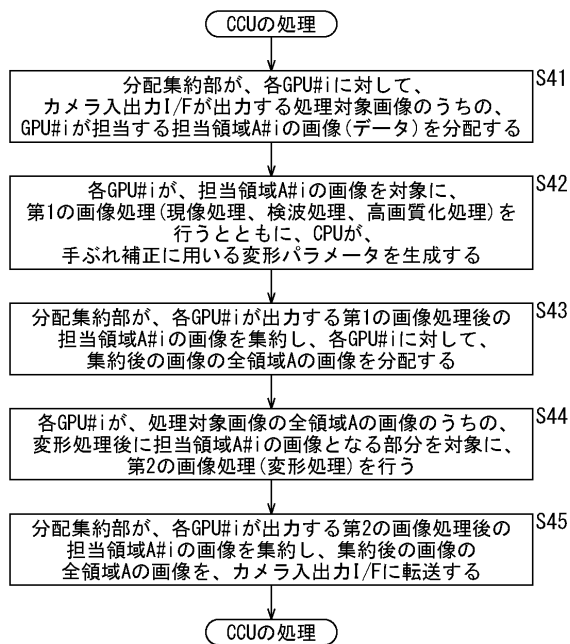 CCUの処理
分配集約部が、各GPU#iに対して、
カメラ入出力I/Fが出力する処理対象画像のうちの、
GPU#iが担当する担当領域A#iの画像(データ)を分配する
S41
各GPU#iが、担当領域A#iの画像を対象に、
第1の画像処理(現像処理、検波処理、高画質化処理)を
行うとともに、CPUが、
手ぶれ補正に用いる変形パラメータを生成する
S42
分配集約部が、各GPU#iが出力する第1の画像処理後の
担当領域A#iの画像を集約し、各GPU#iに対して、
集約後の画像の全領域Aの画像を分配する
S43
各GPU#iが、処理対象画像の全領域Aの画像のうちの、
変形処理後に担当領域A#iの画像となる部分を対象に、
第2の画像処理(変形処理)を行う
S44
分配集約部が、各GPU#iが出力する第2の画像処理後の
担当領域A#iの画像を集約し、集約後の画像の
全領域Aの画像を、カメラ入出力I/Fに転送する
S45
CCUの処理